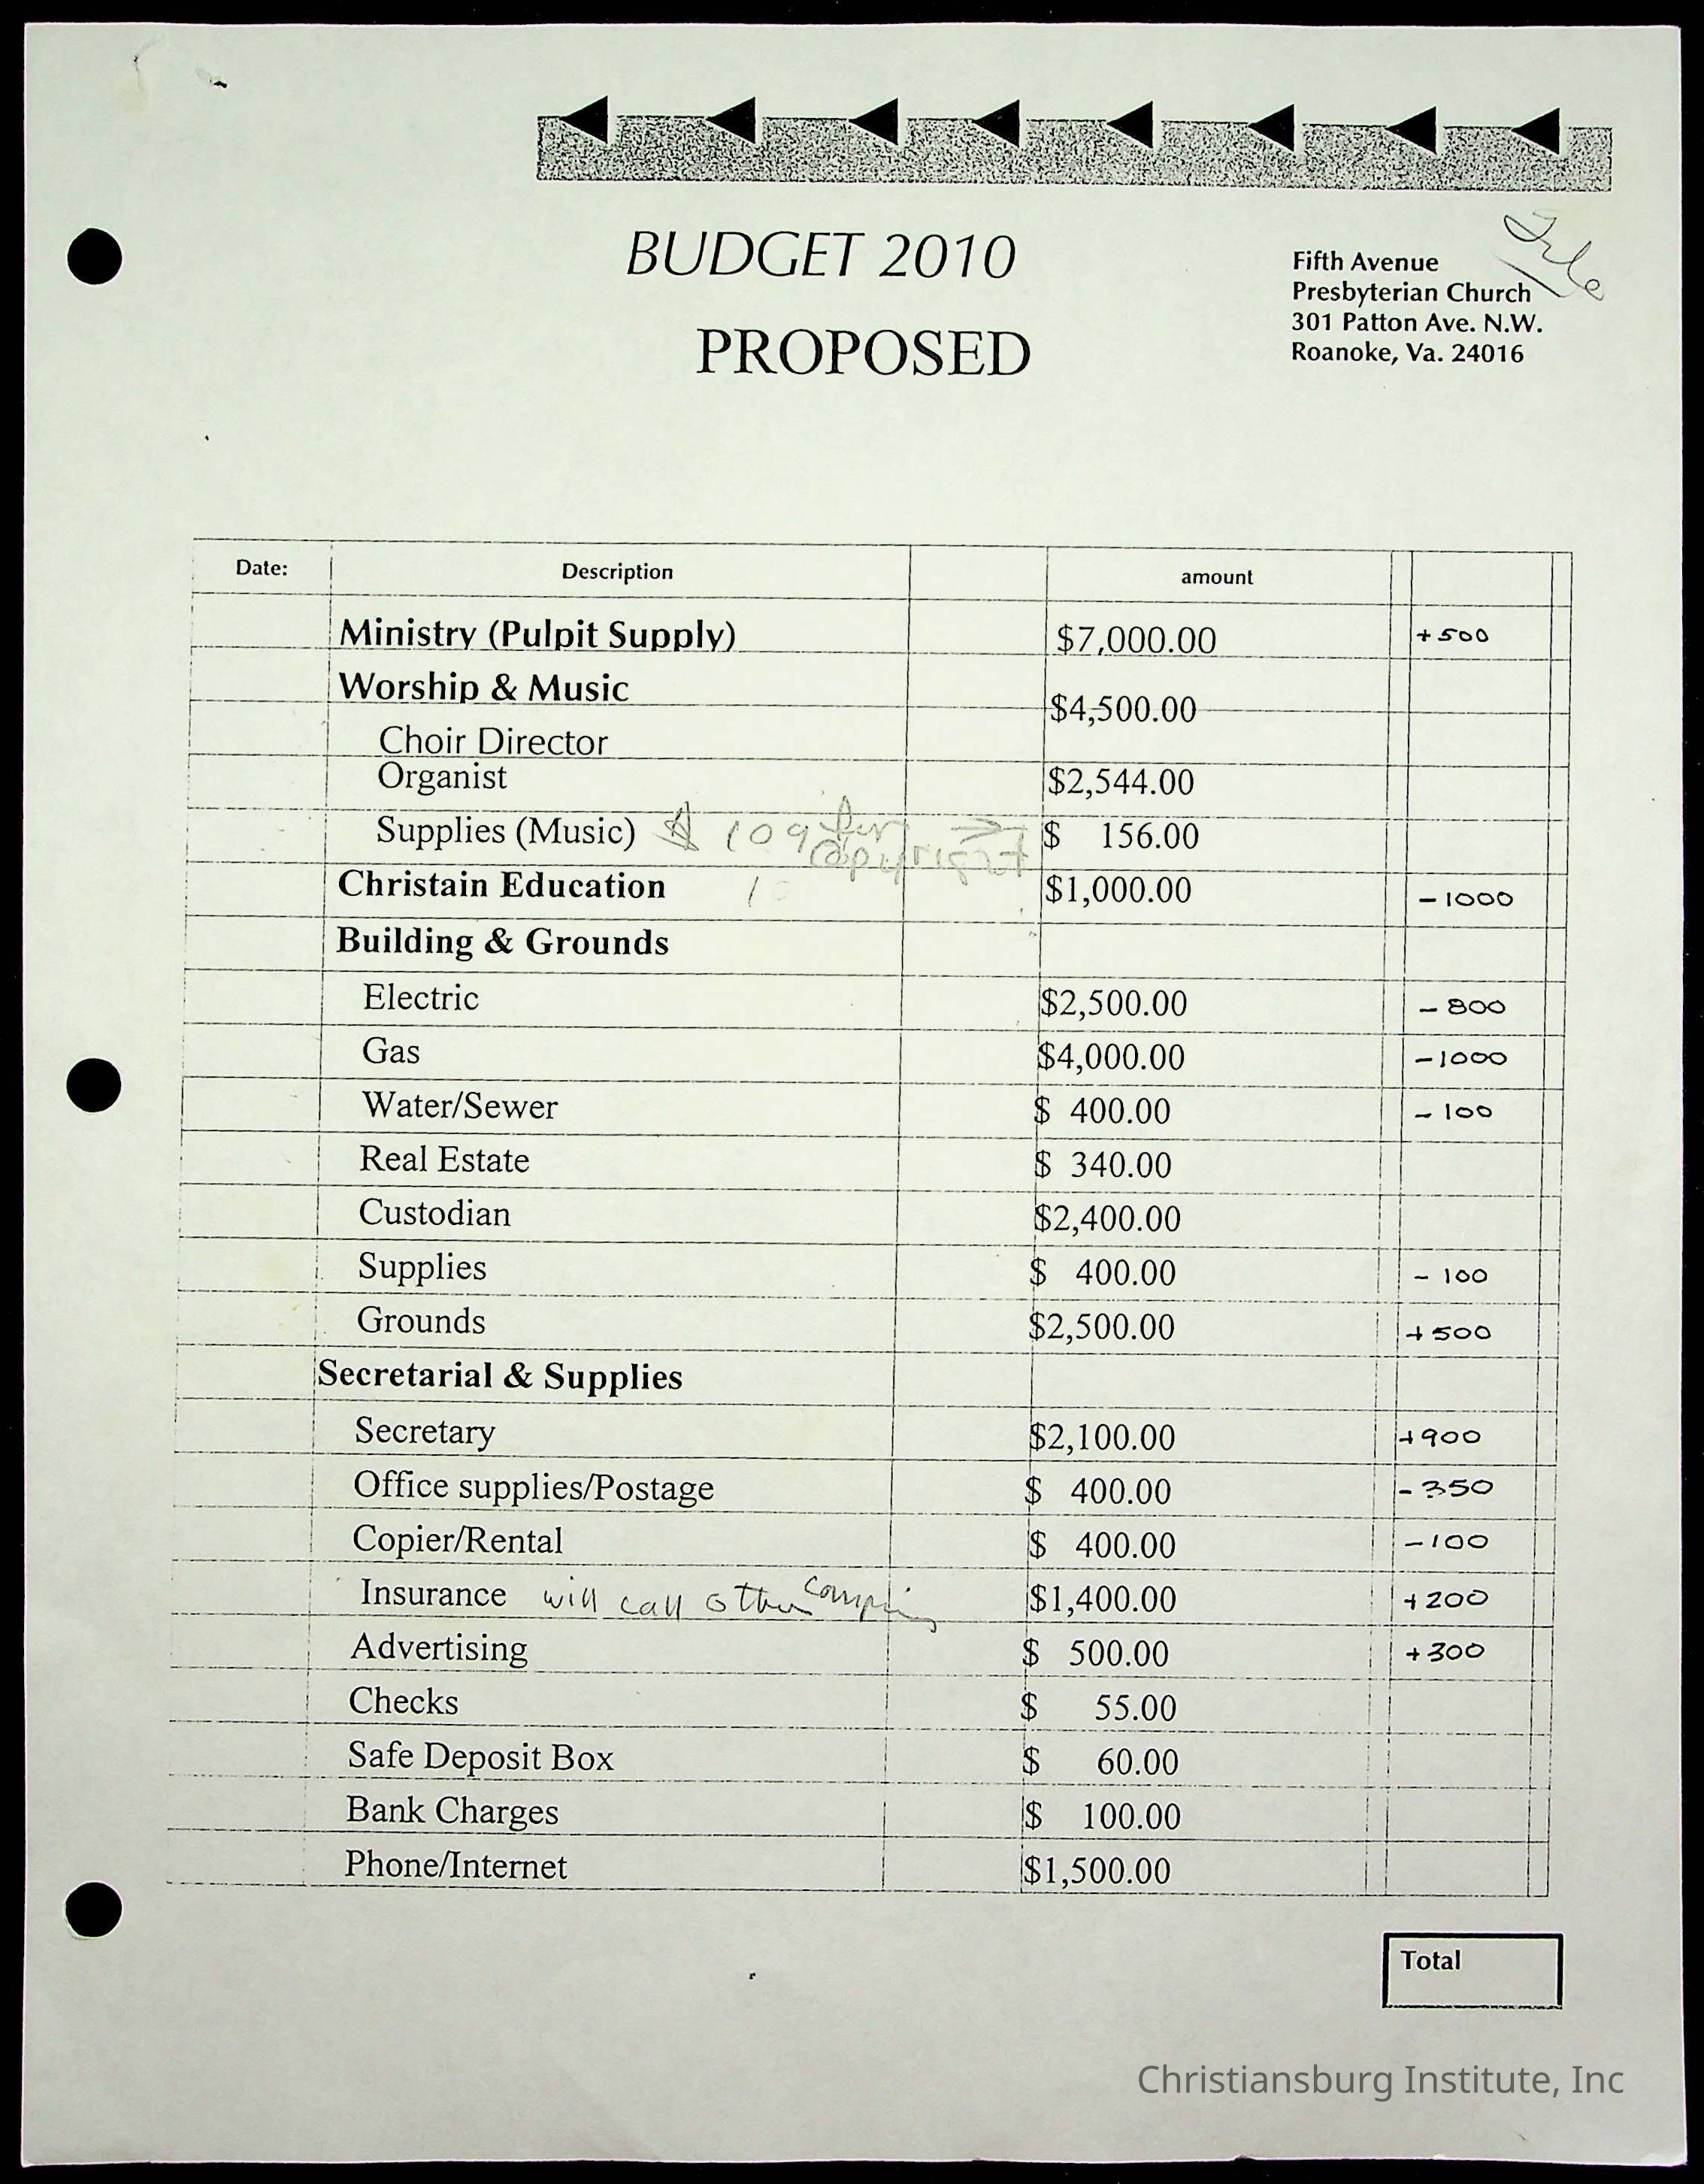 BUDGET 2010
PROPOSED
File
Fifth Avenue
Presbyterian Church
301 Patton Ave. N.W.
Roanoke, Va. 24016
Date: Description amount
Ministry (Pulpit Supply) $7,000.00 +500
Worship & Music
$4,500.00
Choir Director
Organist $2,544.00
Supplies (Music) $109 for copyright → $ 156.00
Christain Education $1,000.00 -1000
Building & Grounds
Electric $2,500.00 -800
Gas $4,000.00 -1000
Water/Sewer $ 400.00 -100
Real Estate $ 340.00
Custodian $2,400.00
Supplies $ 400.00 -100
Grounds $2,500.00 +500
Secretarial & Supplies
Secretary $2,100.00 +900
Office supplies/Postage $ 400.00 -350
Copier/Rental $ 400.00 -100
Insurance will call other $1,400.00 +200
Advertising $ 500.00 +300
Checks $ 55.00
Safe Deposit Box $ 60.00
Bank Charges $ 100.00
Phone/Internet $1,500.00
Total
Christiansburg Institute, Inc